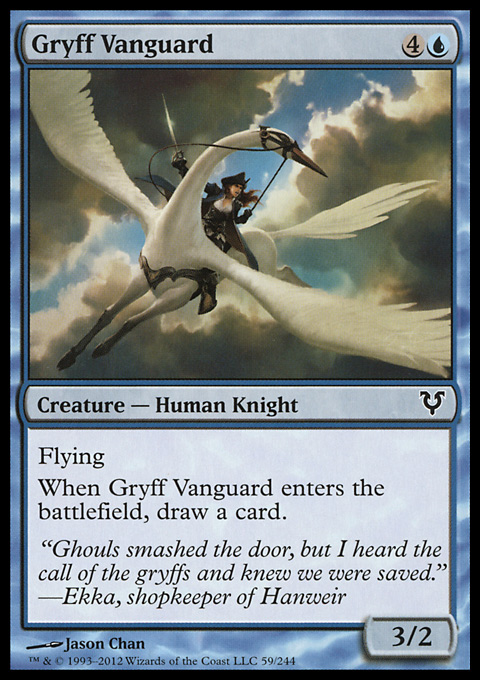 Gryff Vanguard 4
Creature — Human Knight
Flying
When Gryff Vanguard enters the
battlefield, draw a card.
“Ghouls smashed the door, but I heard the
call of the gryffs and knew we were saved.”
—Ekka, shopkeeper of Hanweir
3/2
Jason Chan
™ & © 1993–2012 Wizards of the Coast LLC 59/244